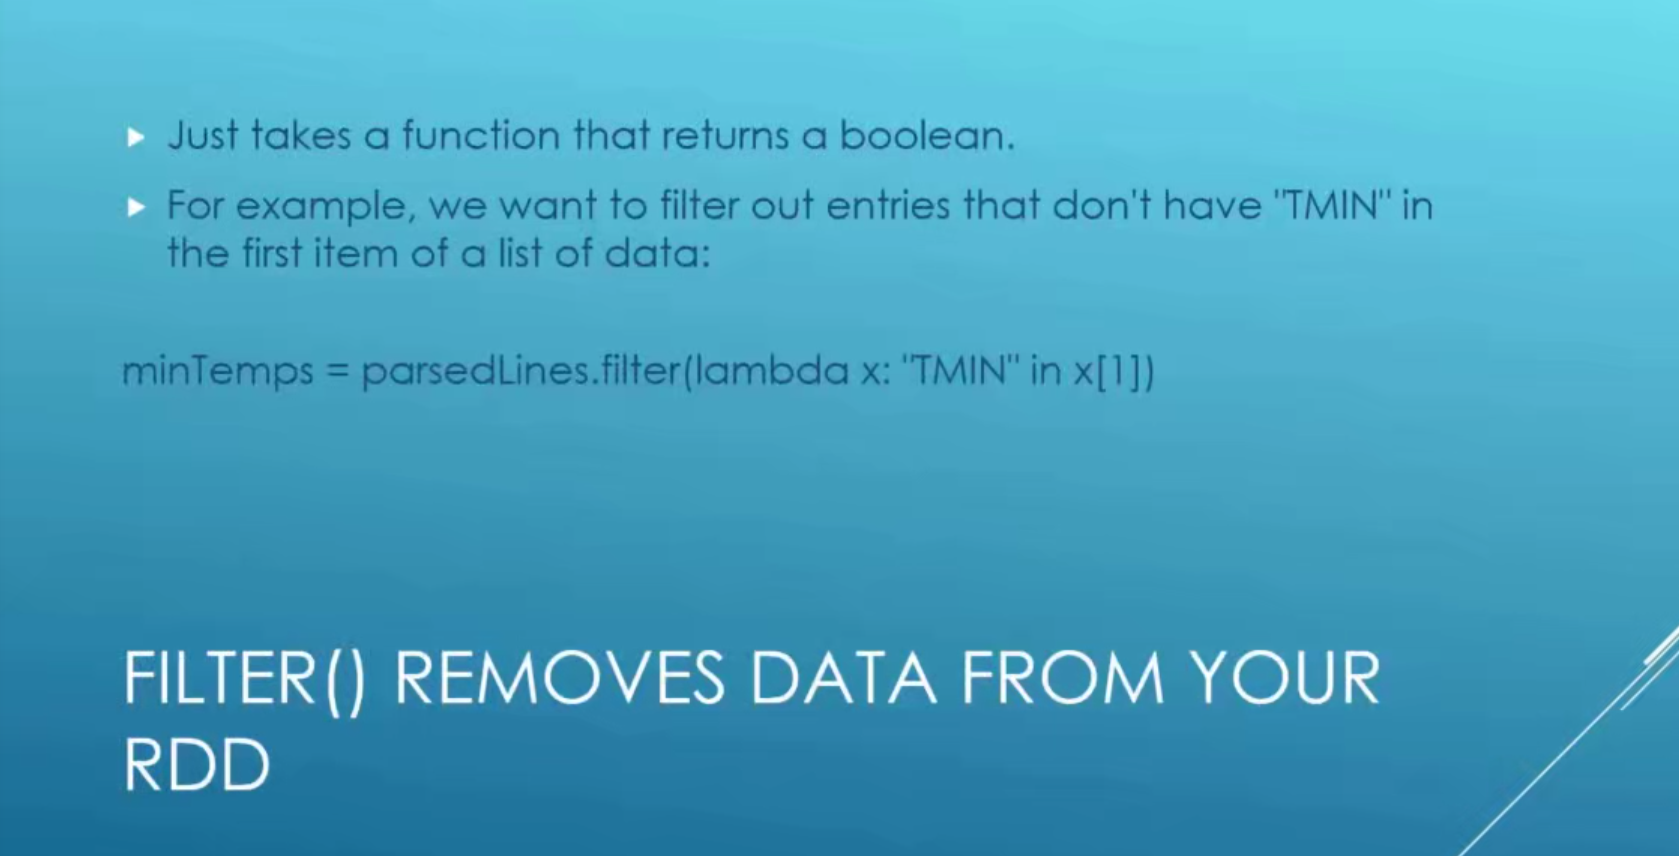 Just takes a function that returns a boolean.
For example, we want to filter out entries that don't have "TMIN" in
the first item of a list of data:
minTemps = parsedLines.filter(lambda x: "TMIN" in x[1])
FILTER() REMOVES DATA FROM YOUR
RDD